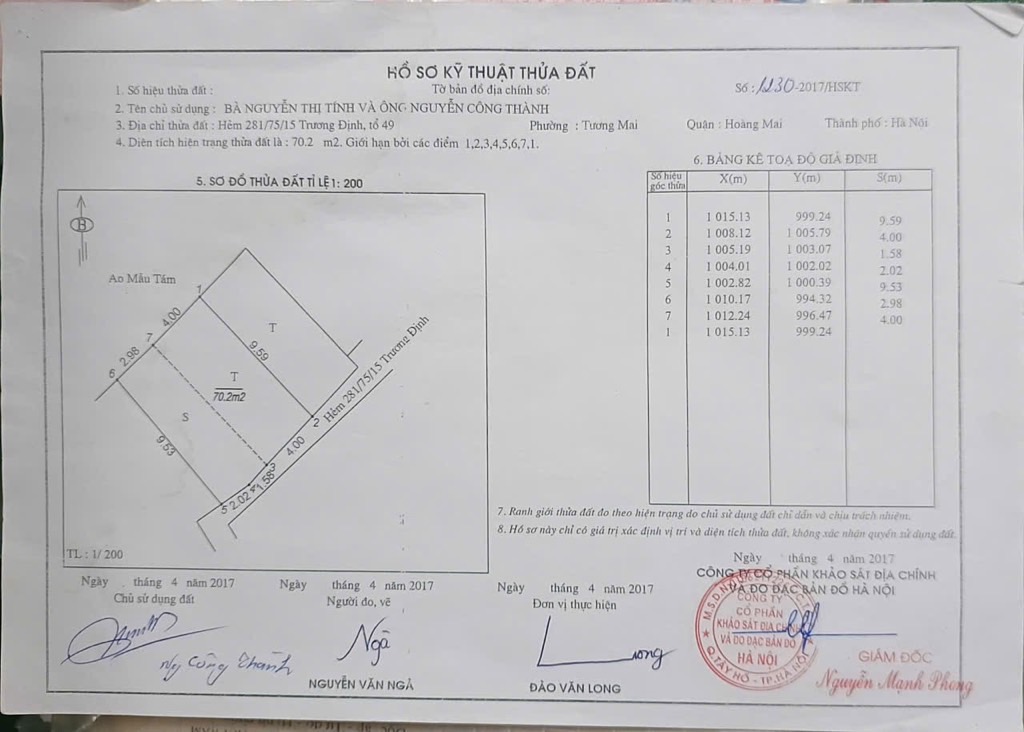 HỒ SƠ KỸ THUẬT THỬA ĐẤT
1. Số hiệu thửa đất :
Tờ bản đồ địa chính số:
Số : 1230-2017/HSKT
2. Tên chủ sử dụng : BÀ NGUYỄN THỊ TÍNH VÀ ÔNG NGUYỄN CÔNG THÀNH
3. Địa chỉ thửa đất : Hẻm 281/75/15 Trương Định, tổ 49 Phường : Tương Mai Quận : Hoàng Mai Thành phố : Hà Nội
4. Diện tích hiện trạng thửa đất là : 70.2 m2. Giới hạn bởi các điểm 1,2,3,4,5,6,7,1.
5. SƠ ĐỒ THỬA ĐẤT TỈ LỆ 1: 200
B
Ao Mẫu Tám
1
4.00
7
2.98
6
T
9.59
T
70.2m2
S
9.53
2
Hẻm 281/75/15 Trương Định
4.00
3
1.58
4
2.02
5
TL : 1/ 200
6. BẢNG KÊ TOẠ ĐỘ GIẢ ĐỊNH
Số hiệu góc thửa X(m) Y(m) S(m)
1 1 015.13 999.24
9.59
2 1 008.12 1 005.79
4.00
3 1 005.19 1 003.07
1.58
4 1 004.01 1 002.02
2.02
5 1 002.82 1 000.39
9.53
6 1 010.17 994.32
2.98
7 1 012.24 996.47
4.00
1 1 015.13 999.24
7. Ranh giới thửa đất đo theo hiện trạng do chủ sử dụng đất chỉ dẫn và chịu trách nhiệm.
8. Hồ sơ này chỉ có giá trị xác định vị trí và diện tích thửa đất, không xác nhận quyền sử dụng đất.
Ngày tháng 4 năm 2017
Chủ sử dụng đất
Ng Công Thành
Ngày tháng 4 năm 2017
Người đo, vẽ
Ngà
NGUYỄN VĂN NGÀ
Ngày tháng 4 năm 2017
Đơn vị thực hiện
Long
ĐÀO VĂN LONG
Ngày tháng 4 năm 2017
CÔNG TY CỔ PHẦN KHẢO SÁT ĐỊA CHÍNH
VÀ ĐO ĐẠC BẢN ĐỒ HÀ NỘI
CÔNG TY
CỔ PHẦN
KHẢO SÁT ĐỊA CHÍNH
VÀ ĐO ĐẠC BẢN ĐỒ
HÀ NỘI
Q.TÂY HỒ - TP.HÀ NỘI
GIÁM ĐỐC
Nguyễn Mạnh Phong